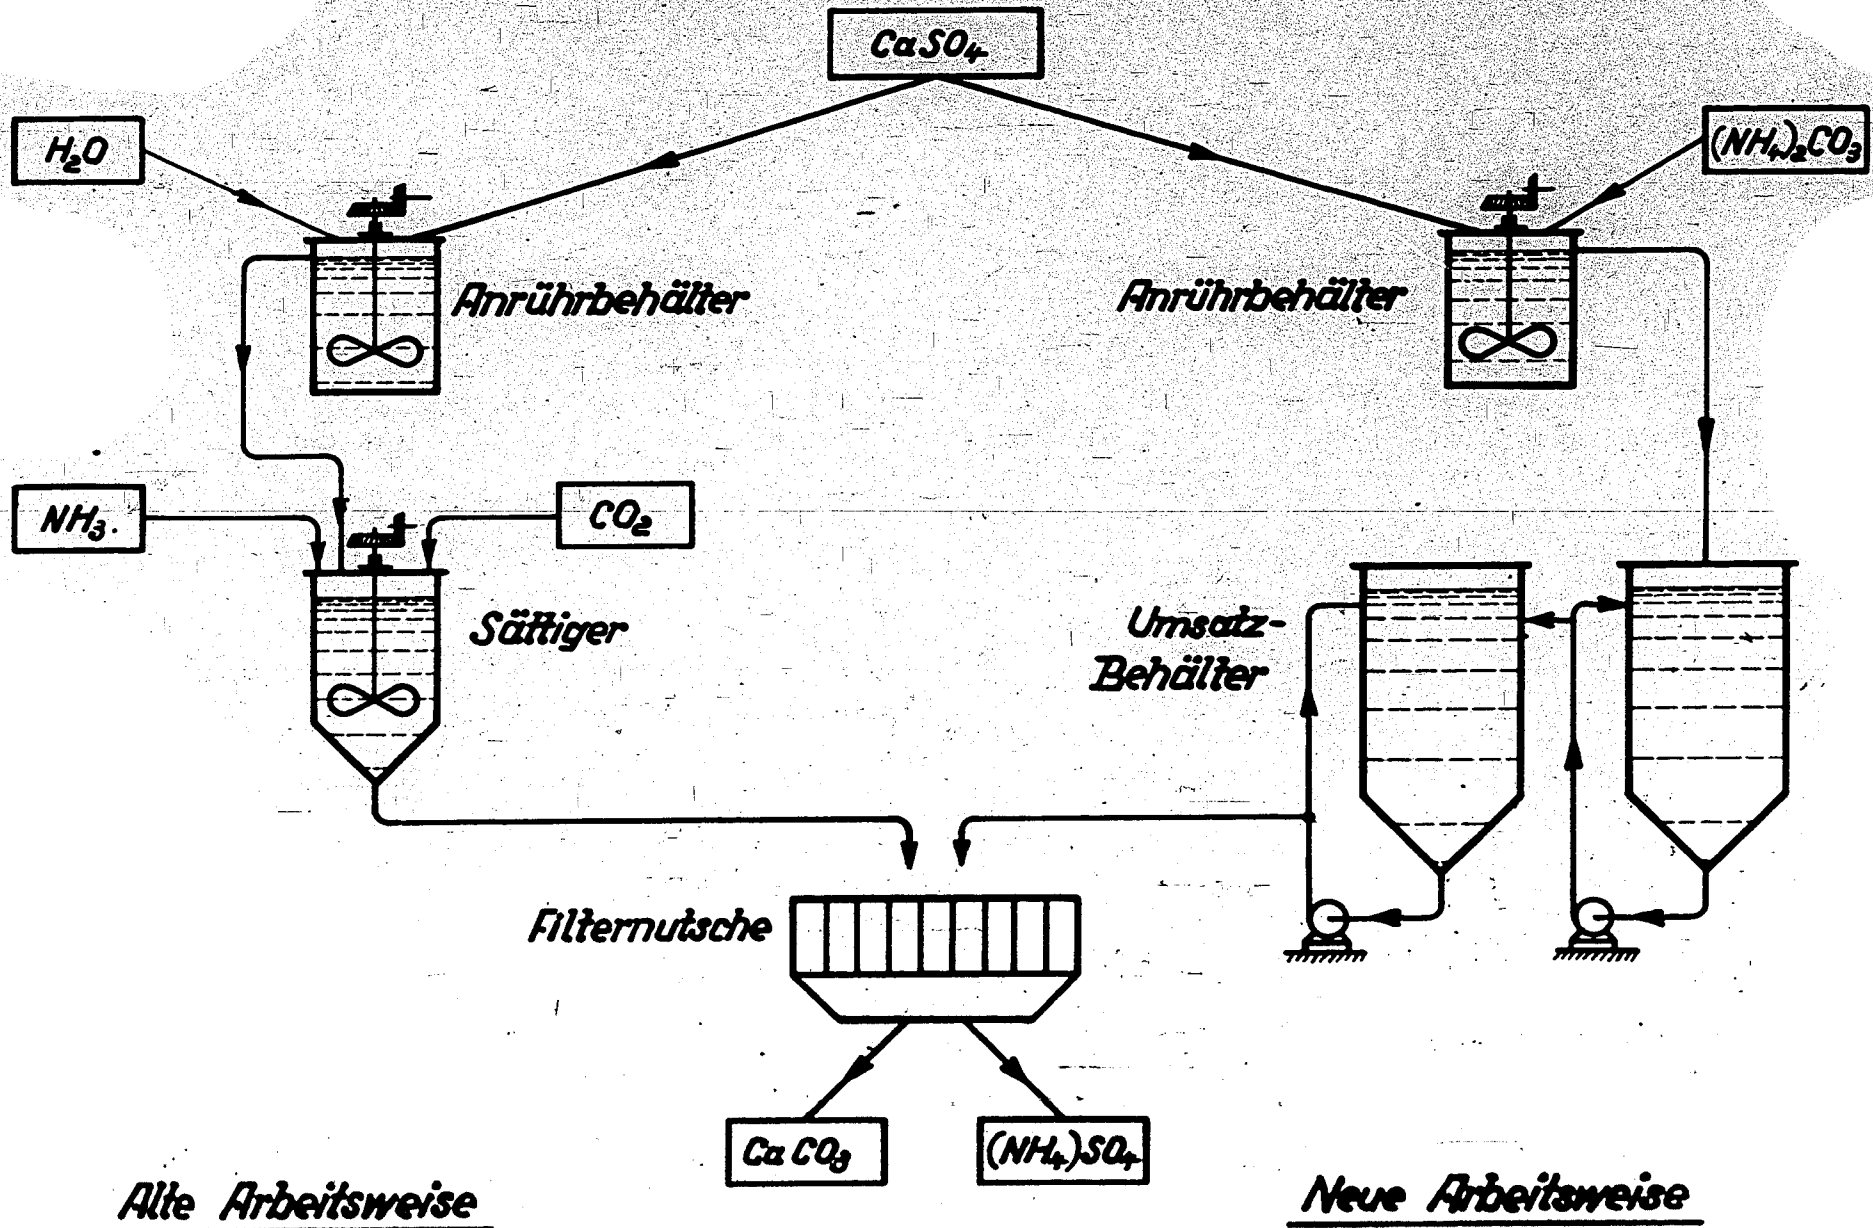 CaSO₄
H₂O
(NH₄)₂CO₃
Anrührbehälter
Anrührbehälter
NH₃.
CO₂
Sättiger
Umsatz-
Behälter
Filternutsche
CaCO₃
(NH₄)SO₄
Alte Arbeitsweise
Neue Arbeitsweise